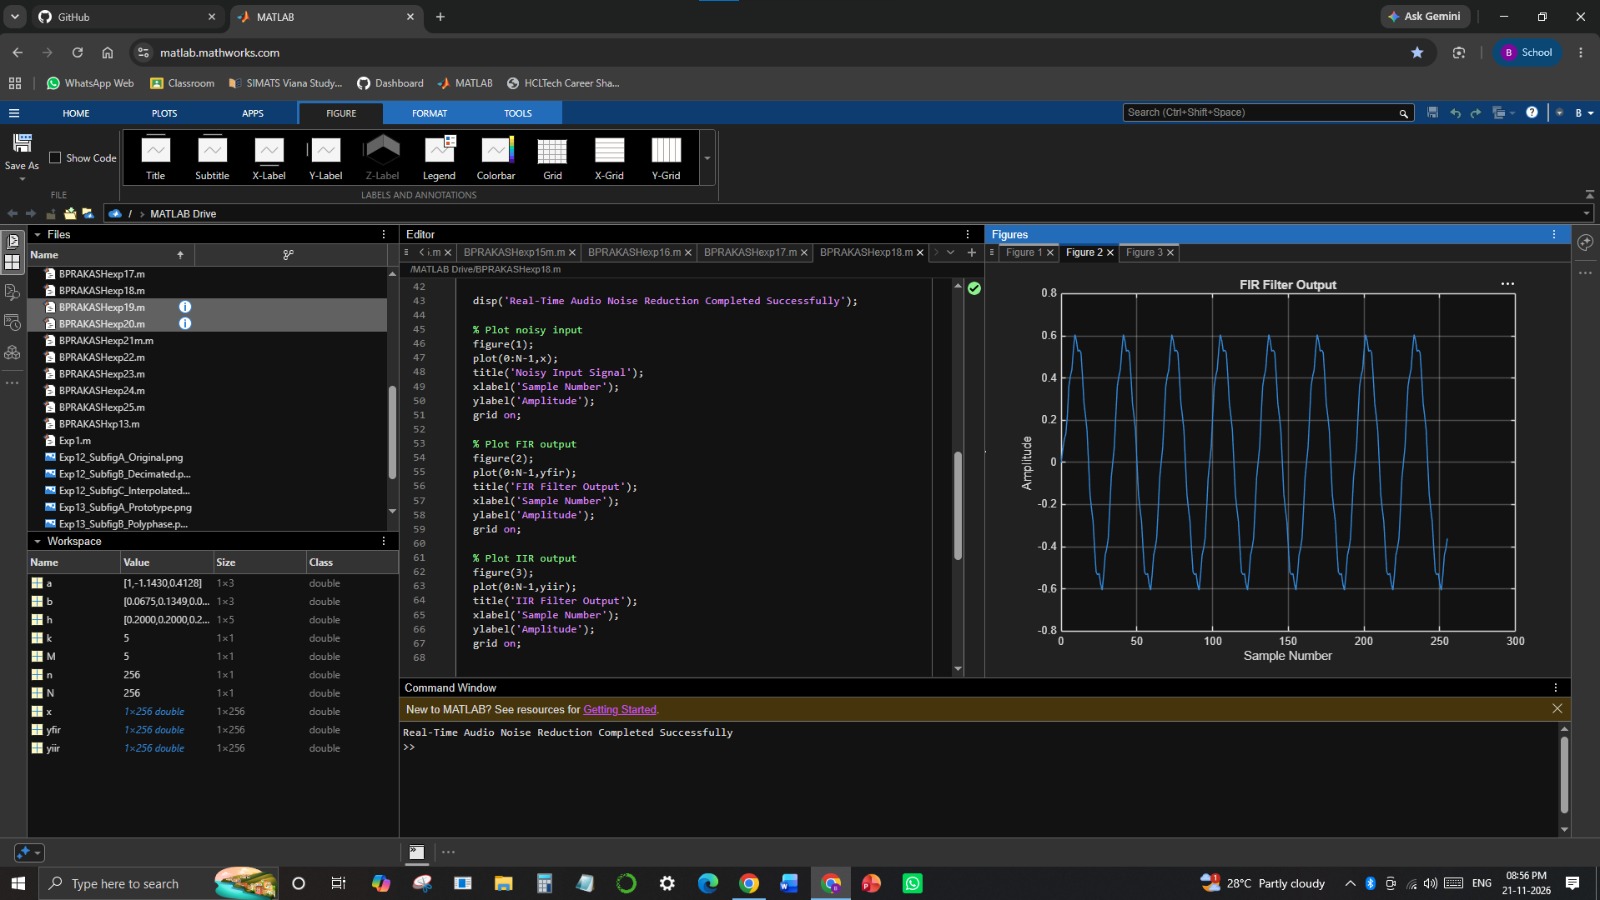 GitHub
MATLAB
Ask Gemini
matlab.mathworks.com
B School
WhatsApp Web
Classroom
SIMATS Viana Study...
Dashboard
MATLAB
HCLTech Career Sha...
HOME
PLOTS
APPS
FIGURE
FORMAT
TOOLS
Search (Ctrl+Shift+Space)
B
Save As
Show Code
Title
Subtitle
X-Label
Y-Label
Z-Label
Legend
Colorbar
Grid
X-Grid
Y-Grid
FILE
LABELS AND ANNOTATIONS
/ > MATLAB Drive
Files
Name
BPRAKASHexp17.m
BPRAKASHexp18.m
BPRAKASHexp19.m
BPRAKASHexp20.m
BPRAKASHexp21m.m
BPRAKASHexp22.m
BPRAKASHexp23.m
BPRAKASHexp24.m
BPRAKASHexp25.m
BPRAKASHxp13.m
Exp1.m
Exp12_SubfigA_Original.png
Exp12_SubfigB_Decimated.p...
Exp12_SubfigC_Interpolated...
Exp13_SubfigA_Prototype.png
Exp13_SubfigB_Polyphase.p...
Workspace
Name Value Size Class
a [1,-1.1430,0.4128] 1×3 double
b [0.0675,0.1349,0.0... 1×3 double
h [0.2000,0.2000,0.2... 1×5 double
k 5 1×1 double
M 5 1×1 double
n 256 1×1 double
N 256 1×1 double
x 1×256 double 1×256 double
yfir 1×256 double 1×256 double
yiir 1×256 double 1×256 double
Editor
i.m
BPRAKASHexp15m.m
BPRAKASHexp16.m
BPRAKASHexp17.m
BPRAKASHexp18.m
/MATLAB Drive/BPRAKASHexp18.m
42
43 disp('Real-Time Audio Noise Reduction Completed Successfully');
44
45 % Plot noisy input
46 figure(1);
47 plot(0:N-1,x);
48 title('Noisy Input Signal');
49 xlabel('Sample Number');
50 ylabel('Amplitude');
51 grid on;
52
53 % Plot FIR output
54 figure(2);
55 plot(0:N-1,yfir);
56 title('FIR Filter Output');
57 xlabel('Sample Number');
58 ylabel('Amplitude');
59 grid on;
60
61 % Plot IIR output
62 figure(3);
63 plot(0:N-1,yiir);
64 title('IIR Filter Output');
65 xlabel('Sample Number');
66 ylabel('Amplitude');
67 grid on;
68
Figures
Figure 1
Figure 2
Figure 3
FIR Filter Output
0.8
0.6
0.4
0.2
0
-0.2
-0.4
-0.6
-0.8
Amplitude
0 50 100 150 200 250 300
Sample Number
Command Window
New to MATLAB? See resources for Getting Started.
Real-Time Audio Noise Reduction Completed Successfully
>>
Type here to search
28°C Partly cloudy
ENG
08:56 PM
21-11-2026